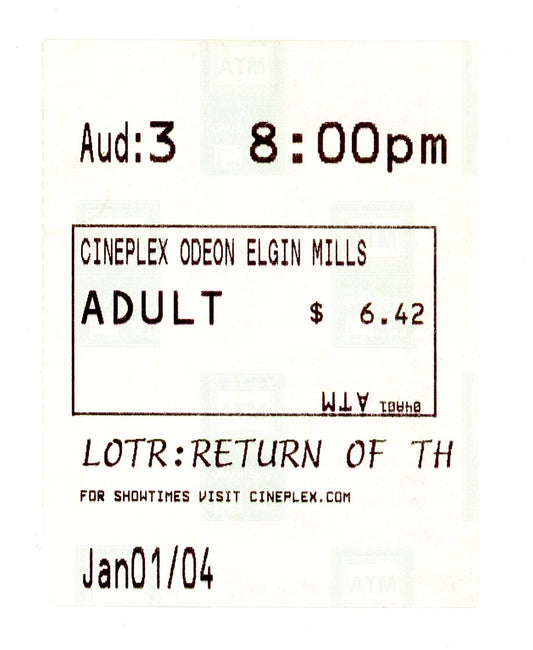 Aud:3 8:00pm
CINEPLEX ODEON ELGIN MILLS
ADULT $ 6.42
ATM
LOTR:RETURN OF TH
FOR SHOWTIMES VISIT CINEPLEX.COM
Jan01/04